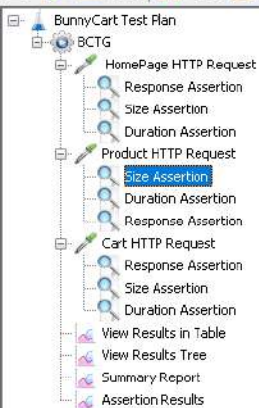 BunnyCart Test Plan
BCTG
HomePage HTTP Request
Response Assertion
Size Assertion
Duration Assertion
Product HTTP Request
Size Assertion
Duration Assertion
Response Assertion
Cart HTTP Request
Response Assertion
Size Assertion
Duration Assertion
View Results in Table
View Results Tree
Summary Report
Assertion Results